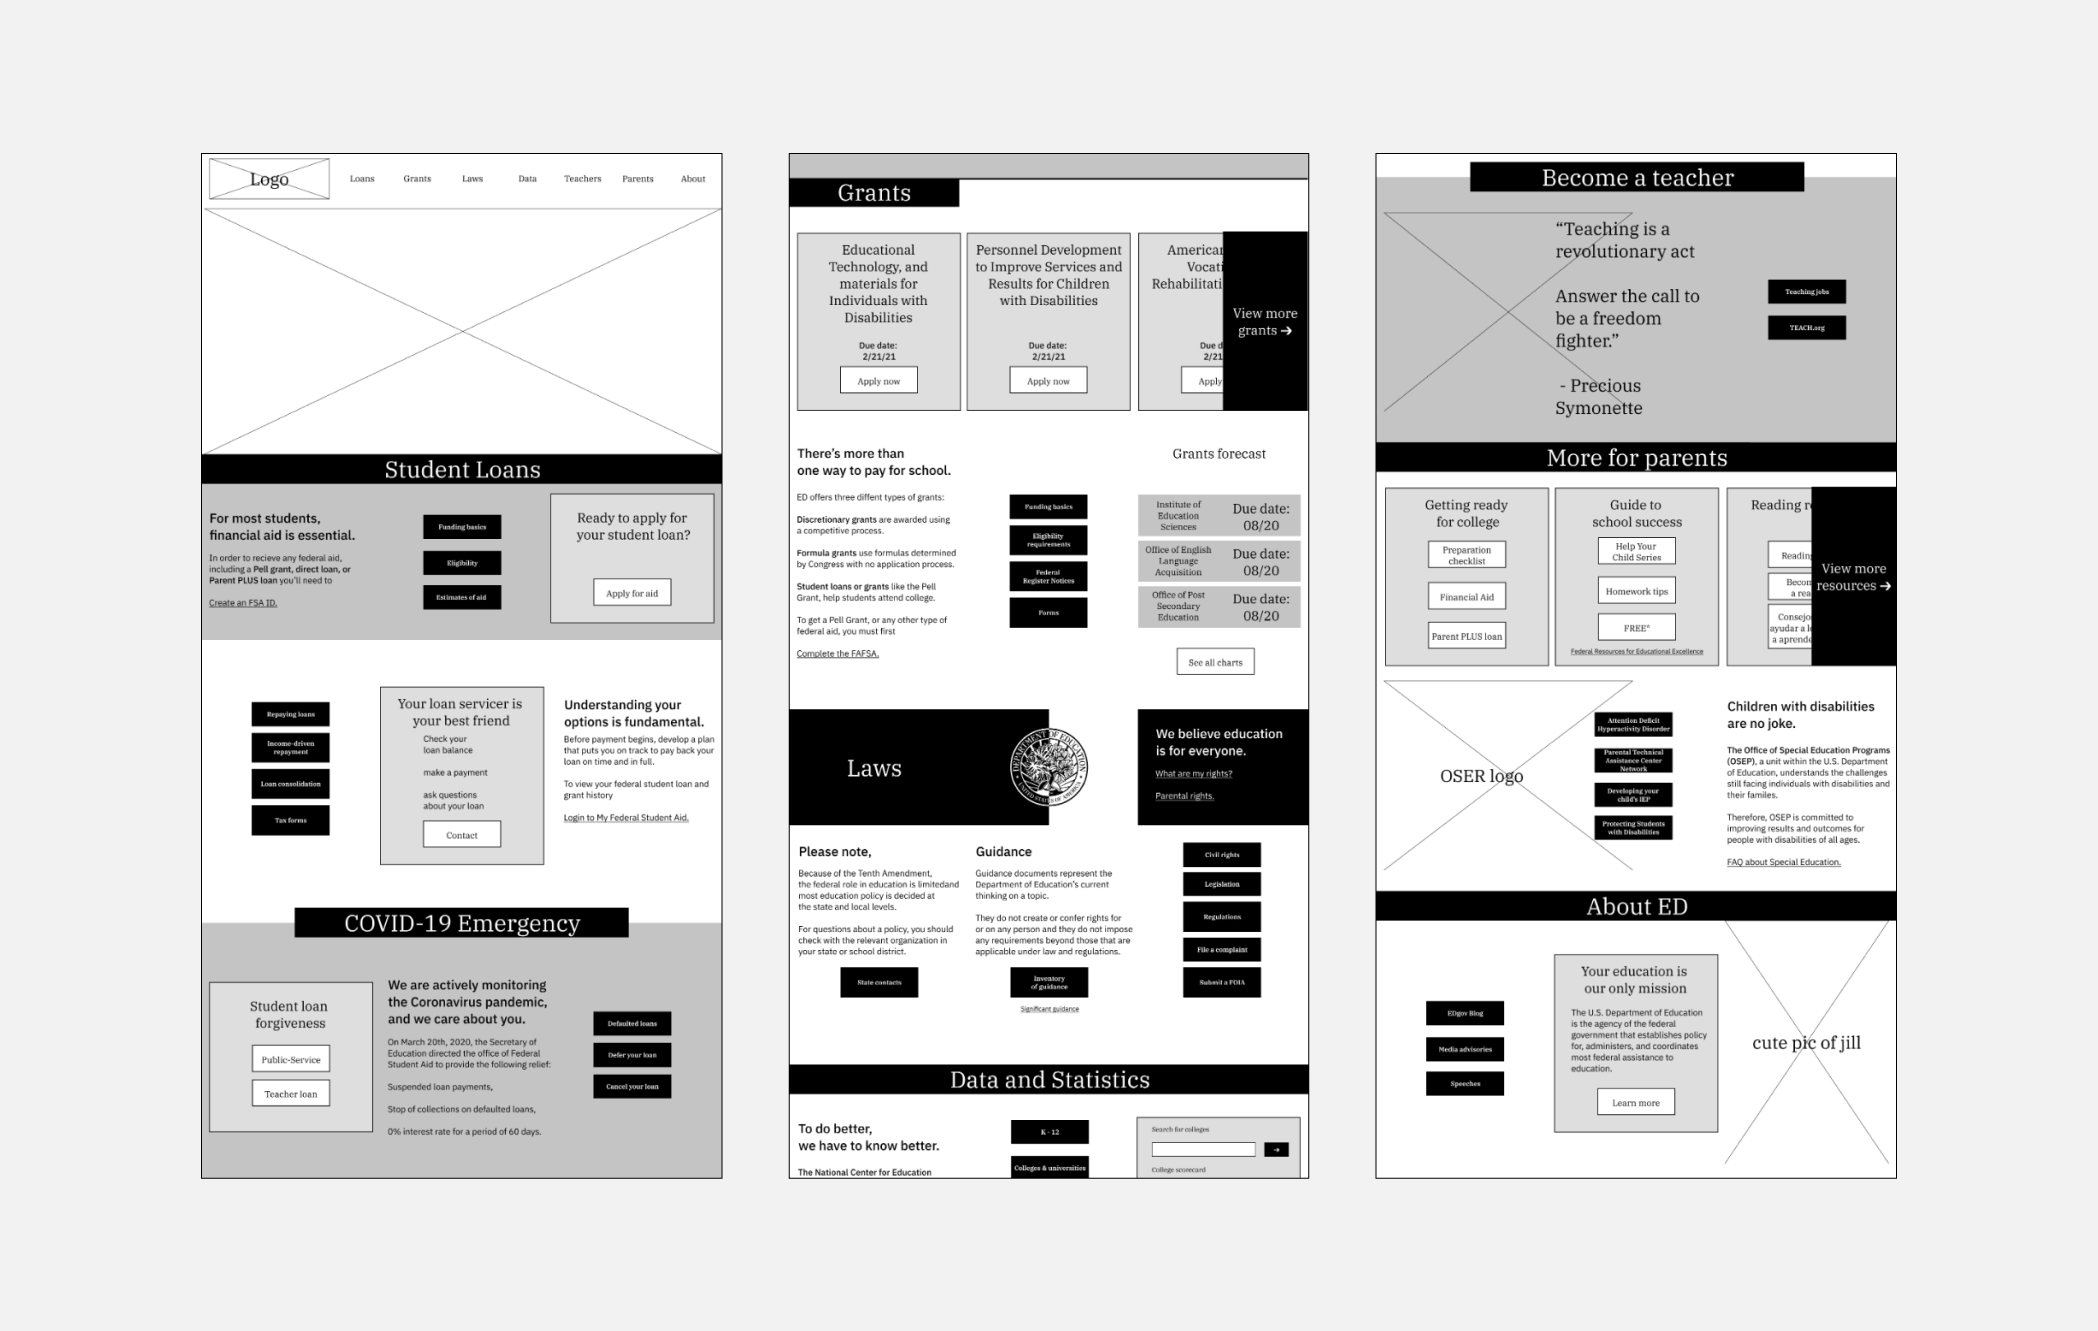 Logo
Loans
Grants
Laws
Data
Teachers
Parents
About
Student Loans
For most students,
financial aid is essential.
In order to recieve any federal aid,
including a Pell grant, direct loan, or
Parent PLUS loan you'll need to
Create an FSA ID.
Funding basics
Eligibility
Estimates of aid
Ready to apply for
your student loan?
Apply for aid
Repaying loans
Income-driven
repayment
Loan consolidation
Tax forms
Your loan servicer is
your best friend
Check your
loan balance
make a payment
ask questions
about your loan
Contact
Understanding your
options is fundamental.
Before payment begins, develop a plan
that puts you on track to pay back your
loan on time and in full.
To view your federal student loan and
grant history
Login to My Federal Student Aid.
COVID-19 Emergency
Student loan
forgiveness
Public-Service
Teacher loan
We are actively monitoring
the Coronavirus pandemic,
and we care about you.
On March 20th, 2020, the Secretary of
Education directed the office of Federal
Student Aid to provide the following relief:
Suspended loan payments,
Stop of collections on defaulted loans,
0% interest rate for a period of 60 days.
Defaulted loans
Defer your loan
Cancel your loan
Grants
Educational
Technology, and
materials for
Individuals with
Disabilities
Due date:
2/21/21
Apply now
Personnel Development
to Improve Services and
Results for Children
with Disabilities
Due date:
2/21/21
Apply now
American
Vocati
Rehabilitati
Due d
2/21
Apply
View more
grants →
There's more than
one way to pay for school.
ED offers three diffent types of grants:
Discretionary grants are awarded using
a competitive process.
Formula grants use formulas determined
by Congress with no application process.
Student loans or grants like the Pell
Grant, help students attend college.
To get a Pell Grant, or any other type of
federal aid, you must first
Complete the FAFSA.
Funding basics
Eligibility
requirements
Federal
Register Notices
Forms
Grants forecast
Institute of
Education
Sciences
Due date:
08/20
Office of English
Language
Acquisition
Due date:
08/20
Office of Post
Secondary
Education
Due date:
08/20
See all charts
Laws
DEPARTMENT OF EDUCATION
UNITED STATES OF AMERICA
We believe education
is for everyone.
What are my rights?
Parental rights.
Please note,
Because of the Tenth Amendment,
the federal role in education is limitedand
most education policy is decided at
the state and local levels.
For questions about a policy, you should
check with the relevant organization in
your state or school district.
State contacts
Guidance
Guidance documents represent the
Department of Education's current
thinking on a topic.
They do not create or confer rights for
or on any person and they do not impose
any requirements beyond those that are
applicable under law and regulations.
Inventory
of guidance
Significant guidance
Civil rights
Legislation
Regulations
File a complaint
Submit a FOIA
Data and Statistics
To do better,
we have to know better.
The National Center for Education
K - 12
Colleges & universities
Search for colleges
→
College scorecard
Become a teacher
“Teaching is a
revolutionary act
Answer the call to
be a freedom
fighter.”
- Precious
Symonette
Teaching jobs
TEACH.org
More for parents
Getting ready
for college
Preparation
checklist
Financial Aid
Parent PLUS loan
Guide to
school success
Help Your
Child Series
Homework tips
FREE*
Federal Resources for Educational Excellence
Reading r
Reading
Becom
a rea
Consejo
ayudar a l
a aprende
View more
resources →
OSER logo
Attention Deficit
Hyperactivity Disorder
Parental Technical
Assistance Center
Network
Developing your
child's IEP
Protecting Students
with Disabilities
Children with disabilities
are no joke.
The Office of Special Education Programs
(OSEP), a unit within the U.S. Department
of Education, understands the challenges
still facing individuals with disabilities and
their familes.
Therefore, OSEP is committed to
improving results and outcomes for
people with disabilities of all ages.
FAQ about Special Education.
About ED
EDgov Blog
Media advisories
Speeches
Your education is
our only mission
The U.S. Department of Education
is the agency of the federal
government that establishes policy
for, administers, and coordinates
most federal assistance to
education.
Learn more
cute pic of jill